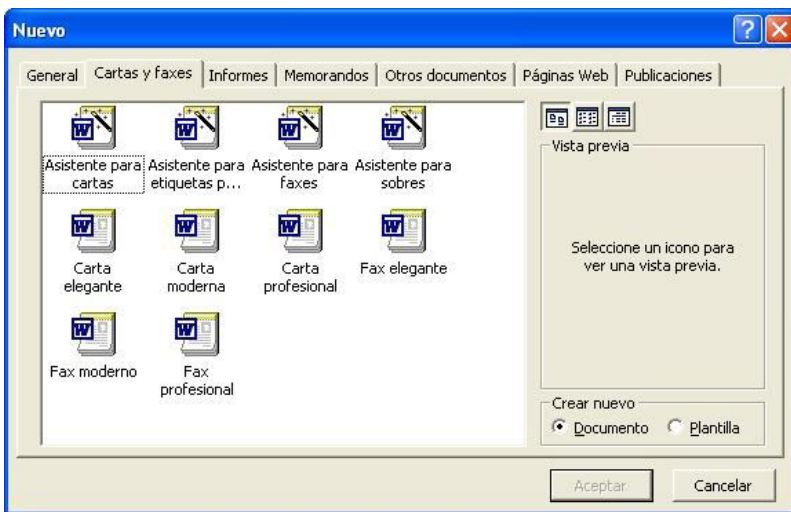 Nuevo
General Cartas y faxes Informes Memorandos Otros documentos Páginas Web Publicaciones
Asistente para cartas
Asistente para etiquetas p...
Asistente para faxes
Asistente para sobres
Carta elegante
Carta moderna
Carta profesional
Fax elegante
Fax moderno
Fax profesional
Vista previa
Seleccione un icono para
ver una vista previa.
Crear nuevo
Documento Plantilla
Aceptar Cancelar